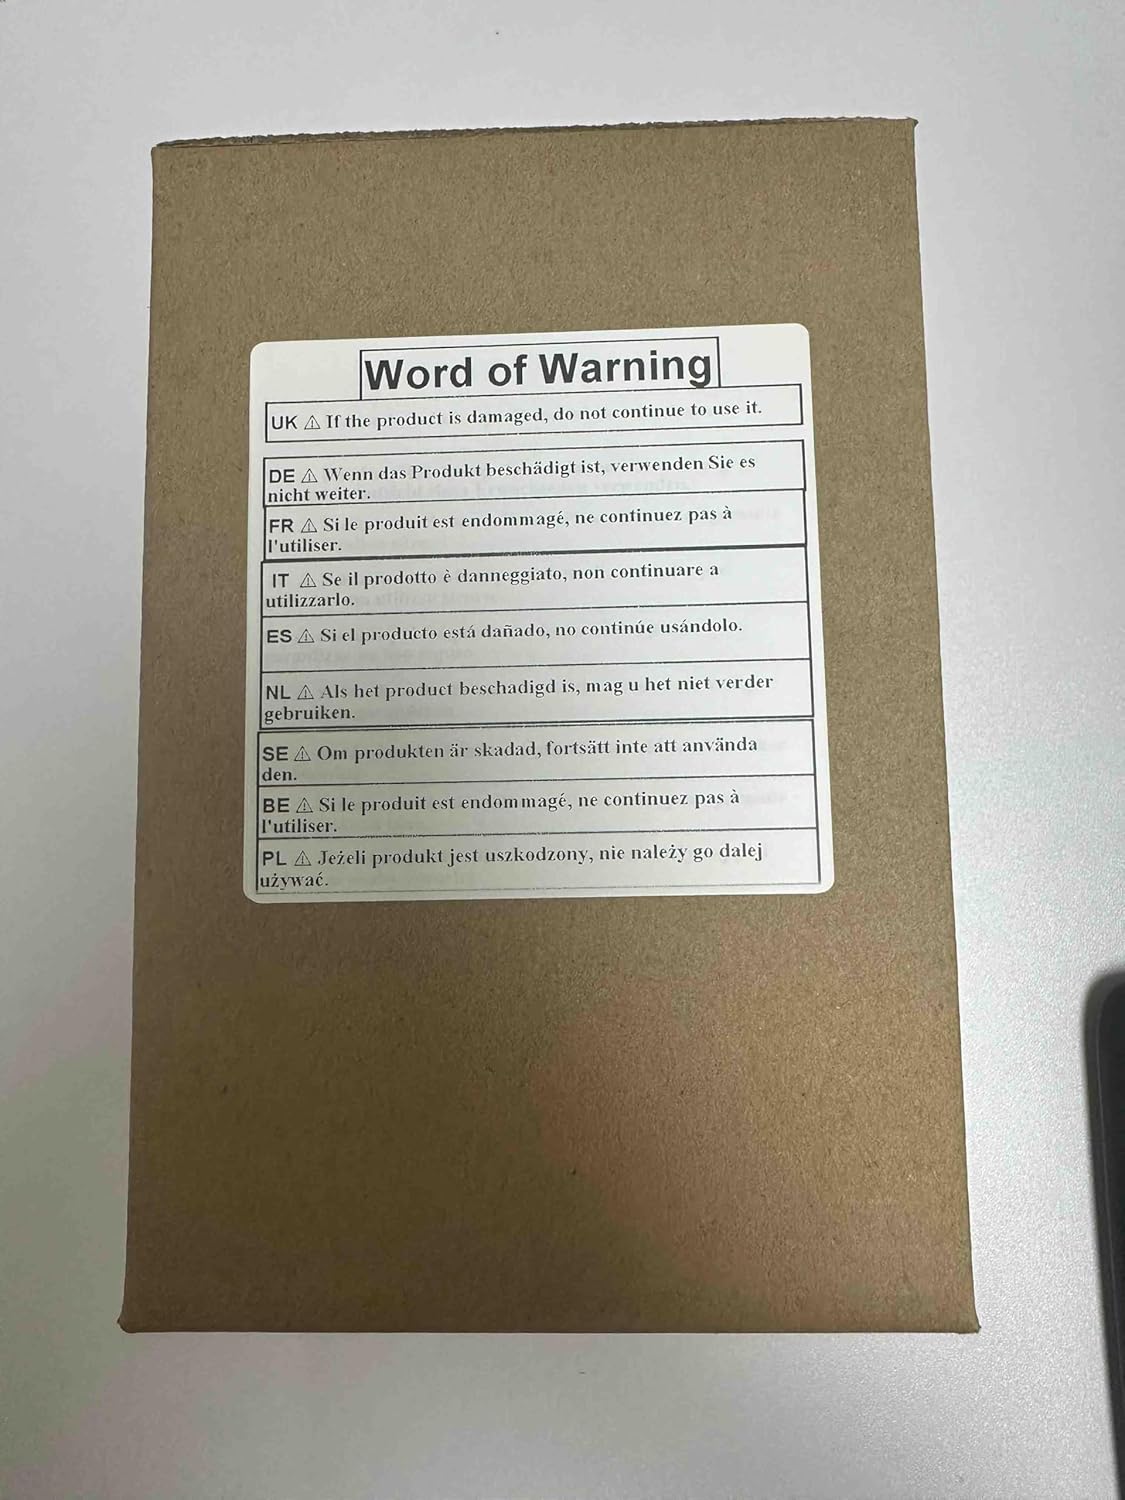 Word of Warning
UK ⚠ If the product is damaged, do not continue to use it.
DE ⚠ Wenn das Produkt beschädigt ist, verwenden Sie es
nicht weiter.
FR ⚠ Si le produit est endommagé, ne continuez pas à
l'utiliser.
IT ⚠ Se il prodotto è danneggiato, non continuare a
utilizzarlo.
ES ⚠ Si el producto está dañado, no continúe usándolo.
NL ⚠ Als het product beschadigd is, mag u het niet verder
gebruiken.
SE ⚠ Om produkten är skadad, fortsätt inte att använda
den.
BE ⚠ Si le produit est endommagé, ne continuez pas à
l'utiliser.
PL ⚠ Jeżeli produkt jest uszkodzony, nie należy go dalej
używać.